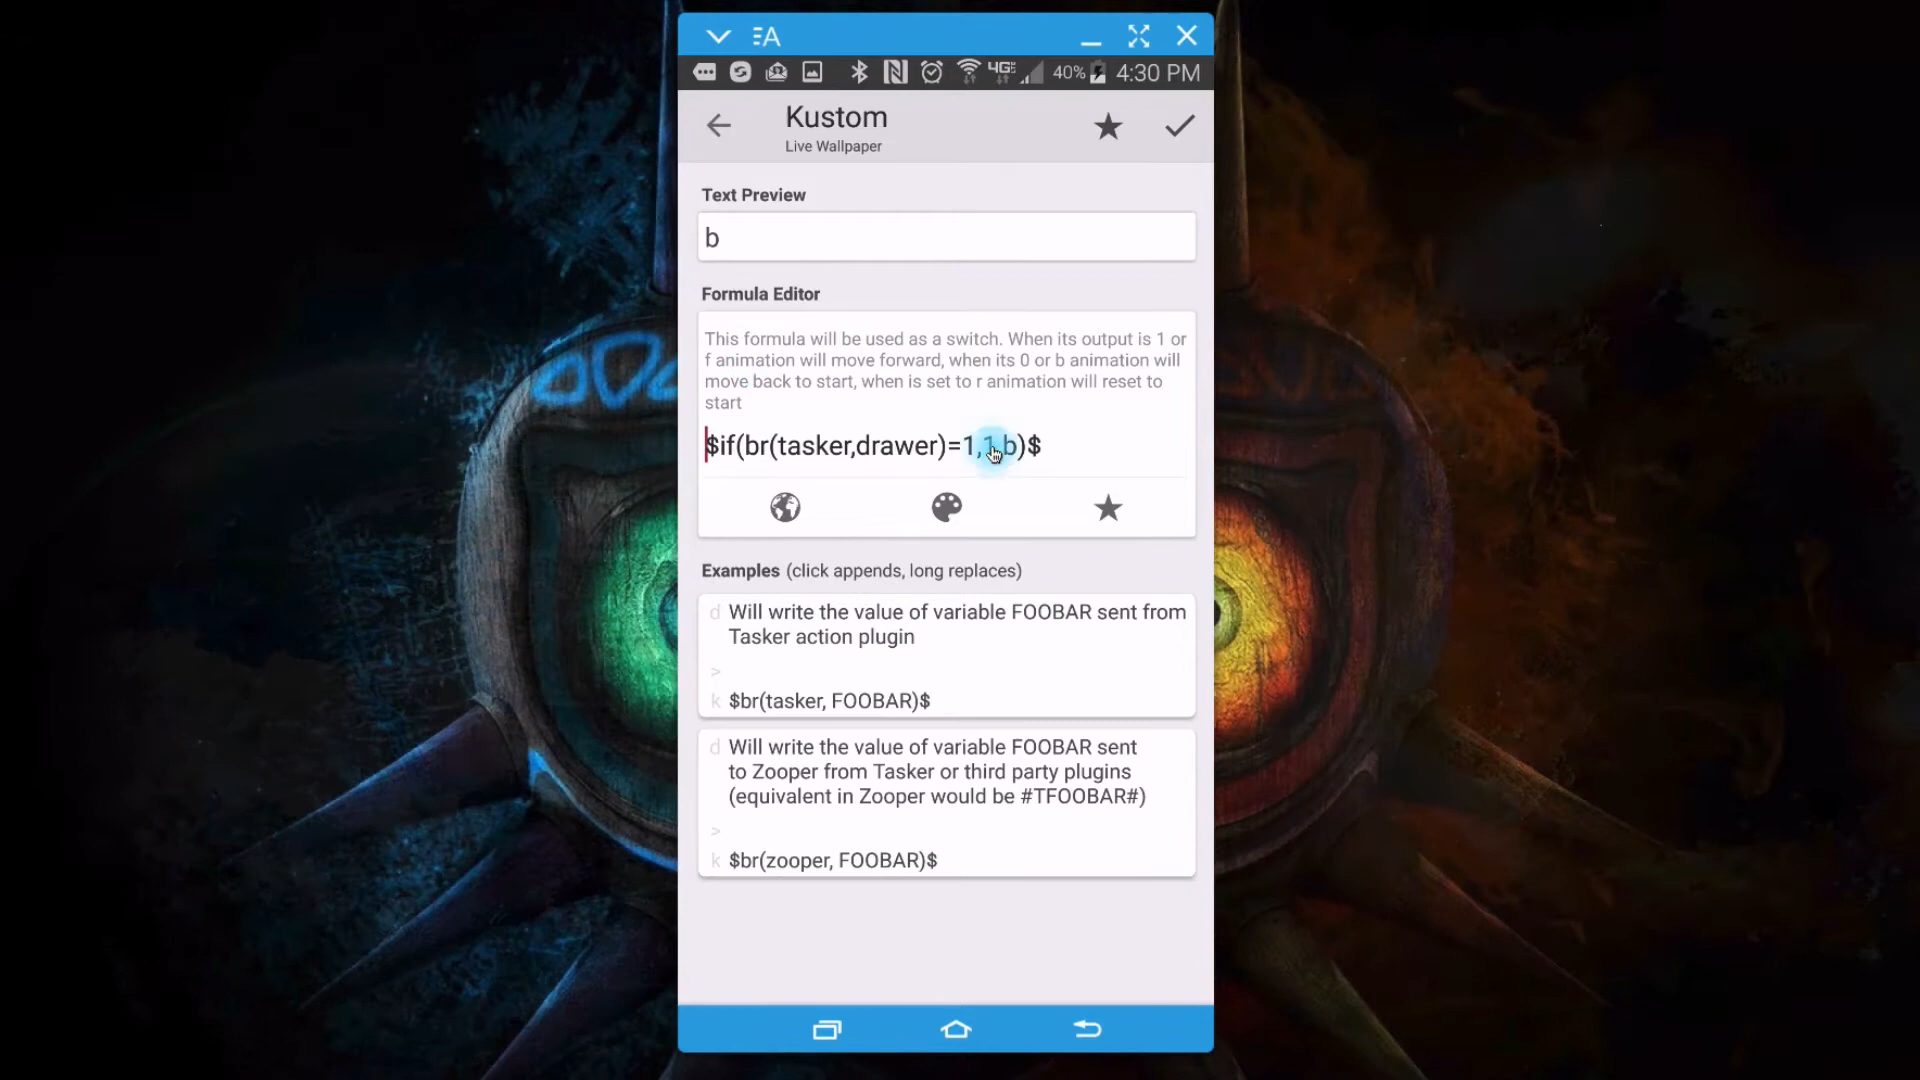 ΞA
4G
40%
4:30 PM
Kustom
Live Wallpaper
Text Preview
b
Formula Editor
This formula will be used as a switch. When its output is 1 or
f animation will move forward, when its 0 or b animation will
move back to start, when is set to r animation will reset to
start
$if(br(tasker,drawer)=1,1,b)$
Examples (click appends, long replaces)
d Will write the value of variable FOOBAR sent from
Tasker action plugin
>
k $br(tasker, FOOBAR)$
d Will write the value of variable FOOBAR sent
to Zooper from Tasker or third party plugins
(equivalent in Zooper would be #TFOOBAR#)
>
k $br(zooper, FOOBAR)$